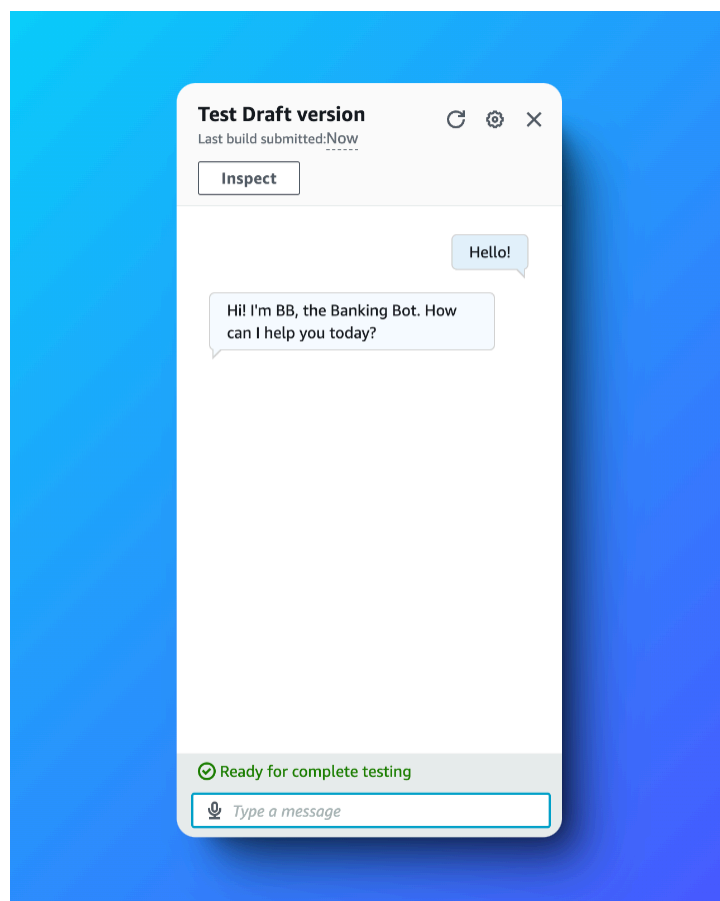 Test Draft version
Last build submitted:Now
Inspect
Hello!
Hi! I'm BB, the Banking Bot. How
can I help you today?
Ready for complete testing
Type a message